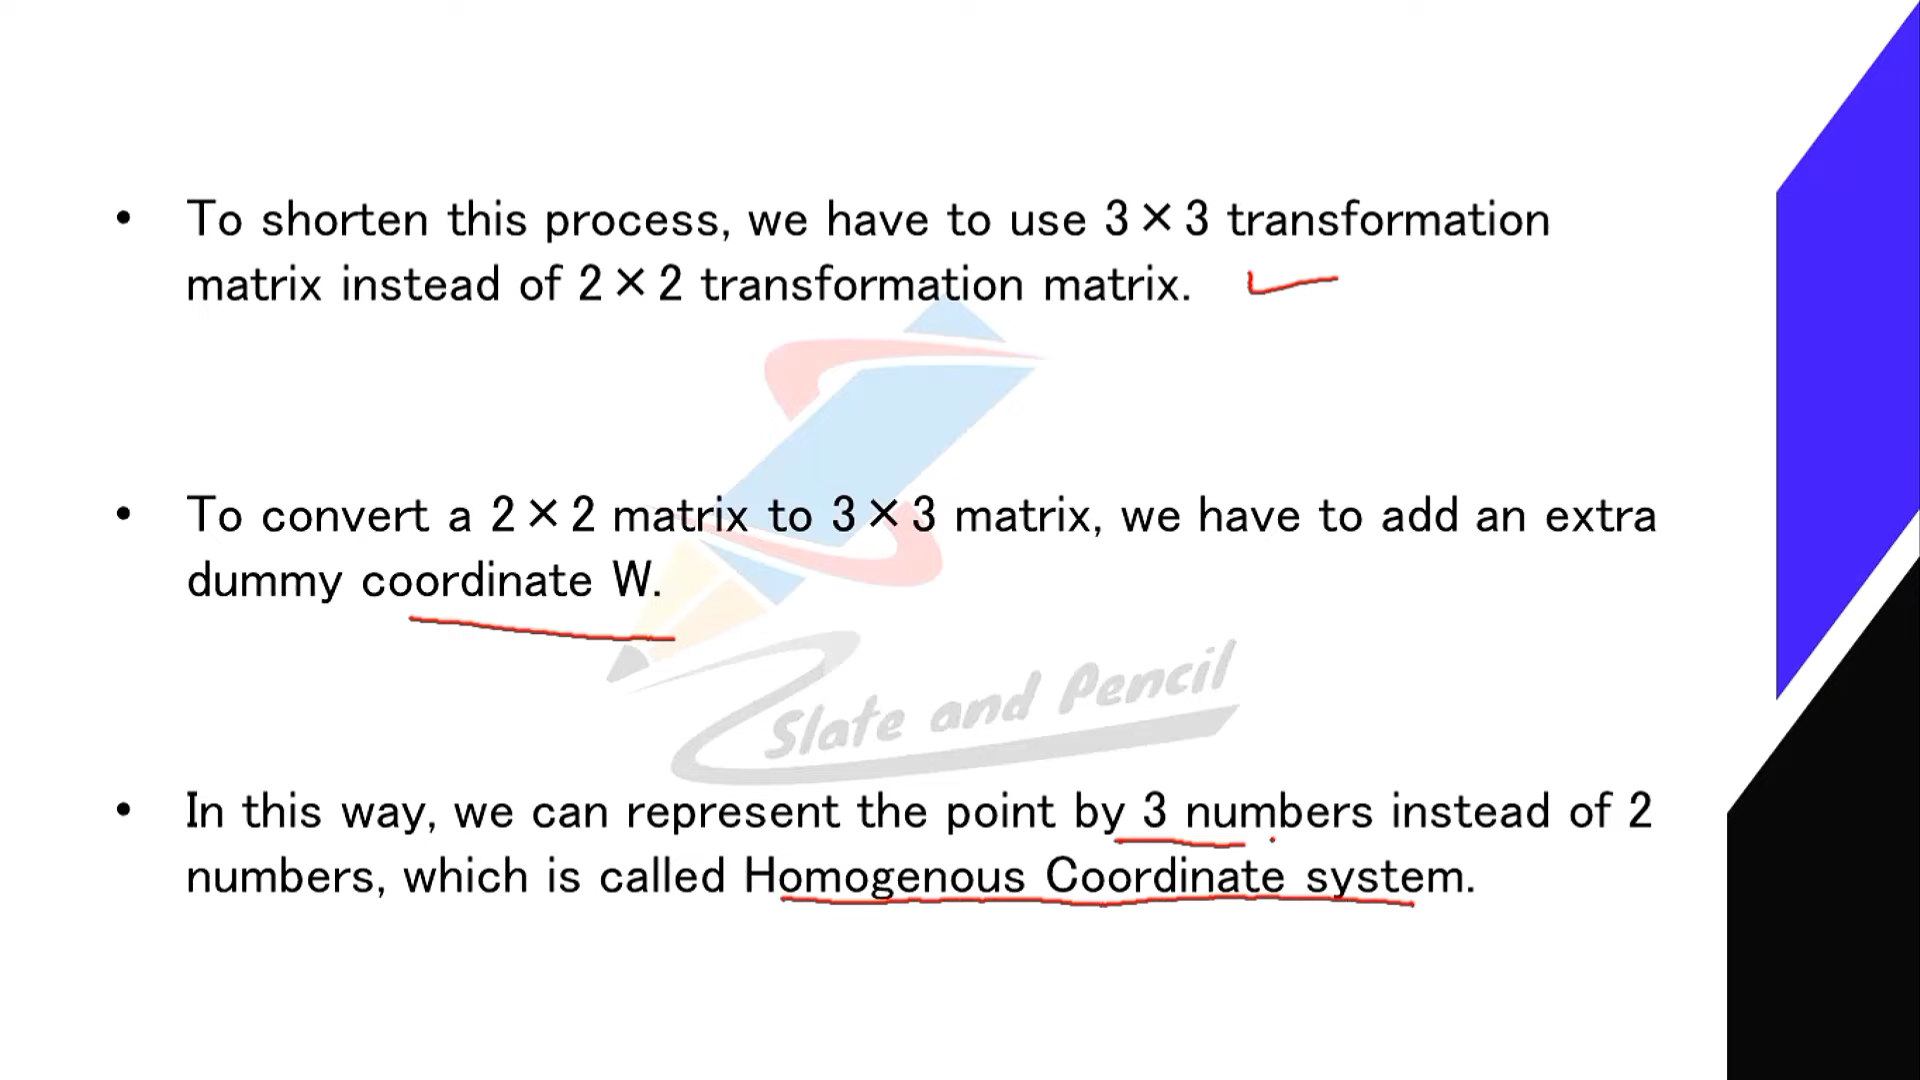 • To shorten this process, we have to use 3×3 transformation
matrix instead of 2×2 transformation matrix.
• To convert a 2×2 matrix to 3×3 matrix, we have to add an extra
dummy coordinate W.
Slate and Pencil
• In this way, we can represent the point by 3 numbers instead of 2
numbers, which is called Homogenous Coordinate system.